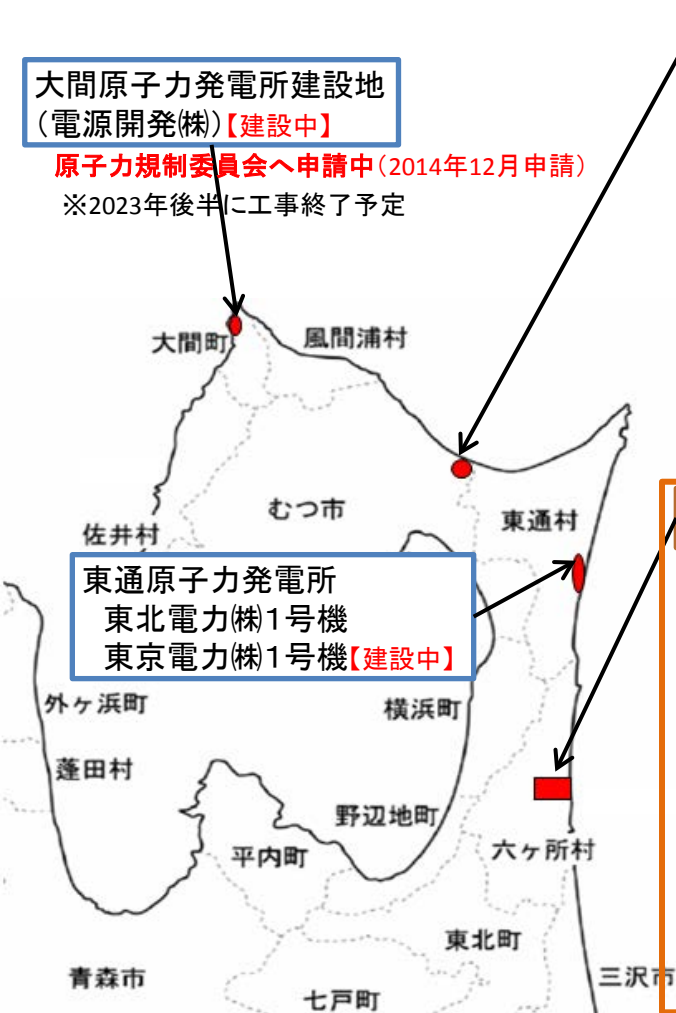 大間原子力発電所建設地
(電源開発㈱)【建設中】
原子力規制委員会へ申請中(2014年12月申請)
※2023年後半に工事終了予定
大間町
風間浦村
むつ市
佐井村
東通村
東通原子力発電所
東北電力㈱1号機
東京電力㈱1号機【建設中】
外ヶ浜町
横浜町
蓬田村
野辺地町
平内町
六ヶ所村
東北町
青森市
三沢市
七戸町